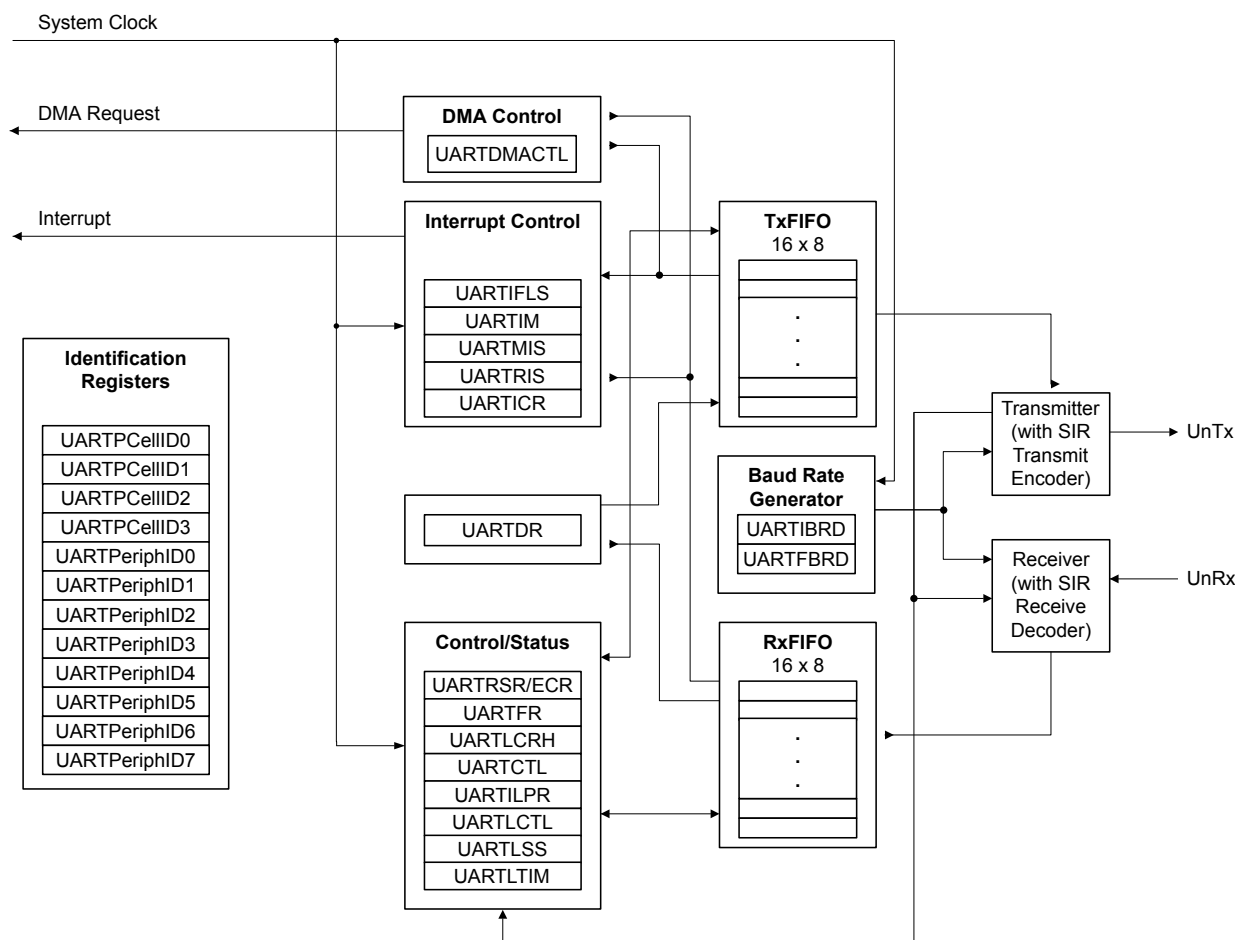 System Clock
DMA Request
DMA Control
UARTDMACTL
Interrupt
Interrupt Control
UARTIFLS
UARTIM
UARTMIS
UARTRIS
UARTICR
TxFIFO
16 x 8
.
.
.
Identification
Registers
UARTPCellID0
UARTPCellID1
UARTPCellID2
UARTPCellID3
UARTPeriphID0
UARTPeriphID1
UARTPeriphID2
UARTPeriphID3
UARTPeriphID4
UARTPeriphID5
UARTPeriphID6
UARTPeriphID7
UARTDR
Baud Rate
Generator
UARTIBRD
UARTFBRD
Transmitter
(with SIR
Transmit
Encoder)
UnTx
Receiver
(with SIR
Receive
Decoder)
UnRx
Control/Status
UARTRSR/ECR
UARTFR
UARTLCRH
UARTCTL
UARTILPR
UARTLCTL
UARTLSS
UARTLTIM
RxFIFO
16 x 8
.
.
.